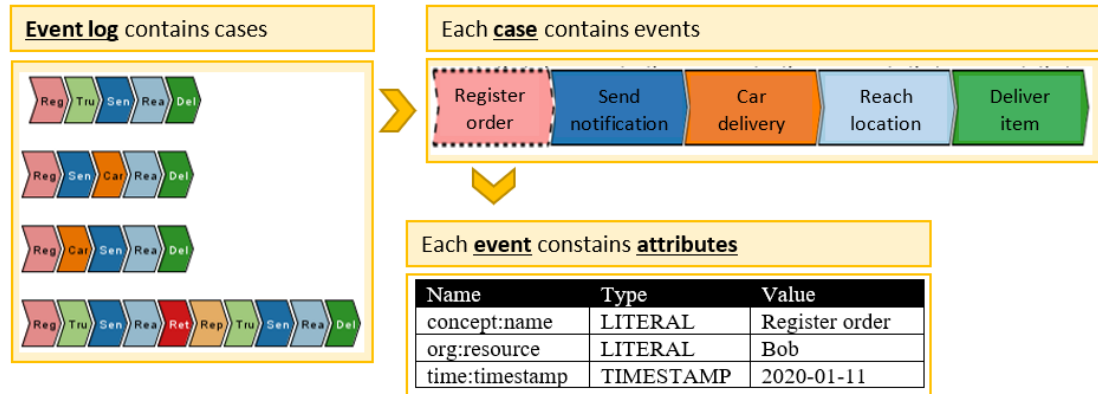 Event log contains cases
Reg Tru Sen Rea Del
Reg Sen Car Rea Del
Reg Car Sen Rea Del
Reg Tru Sen Rea Ret Rep Tru Sen Rea Del
Each case contains events
Register order
Send notification
Car delivery
Reach location
Deliver item
Each event constains attributes
Name Type Value
concept:name LITERAL Register order
org:resource LITERAL Bob
time:timestamp TIMESTAMP 2020-01-11